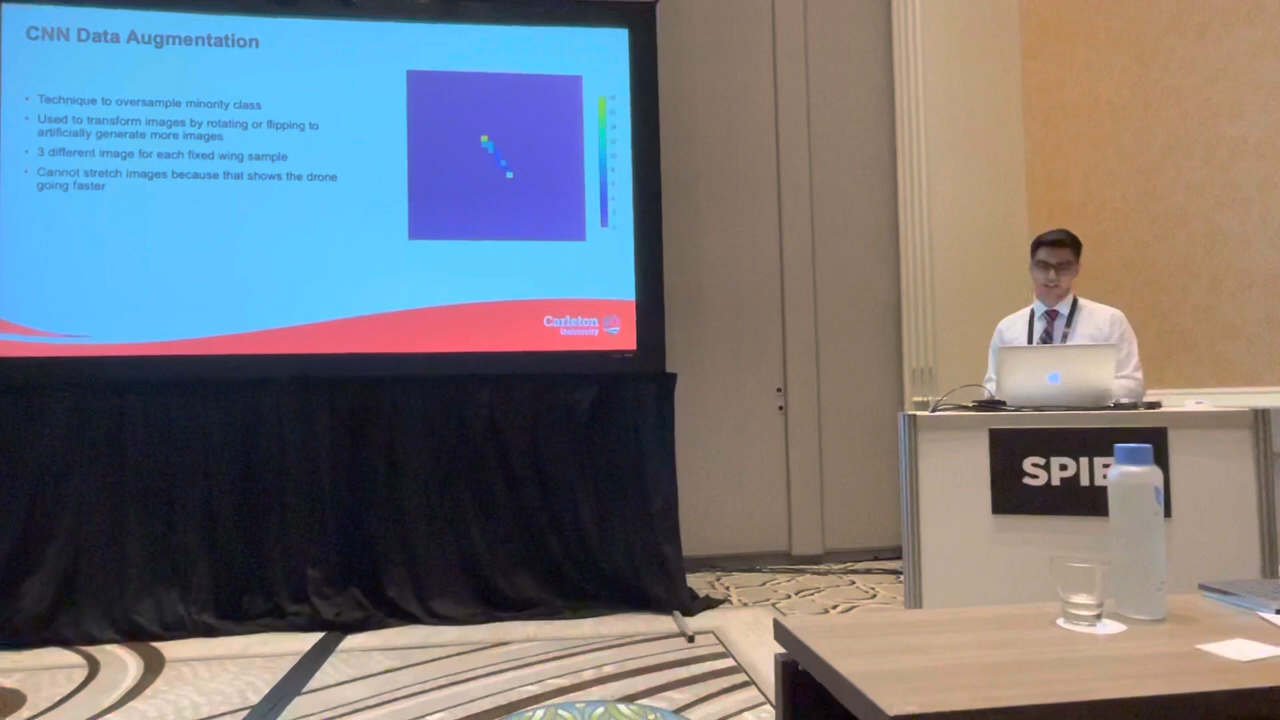 CNN Data Augmentation
• Technique to oversample minority class
• Used to transform images by rotating or flipping to
artificially generate more images
• 3 different image for each fixed wing sample
• Cannot stretch images because that shows the drone
going faster
Carleton
University
SPIE